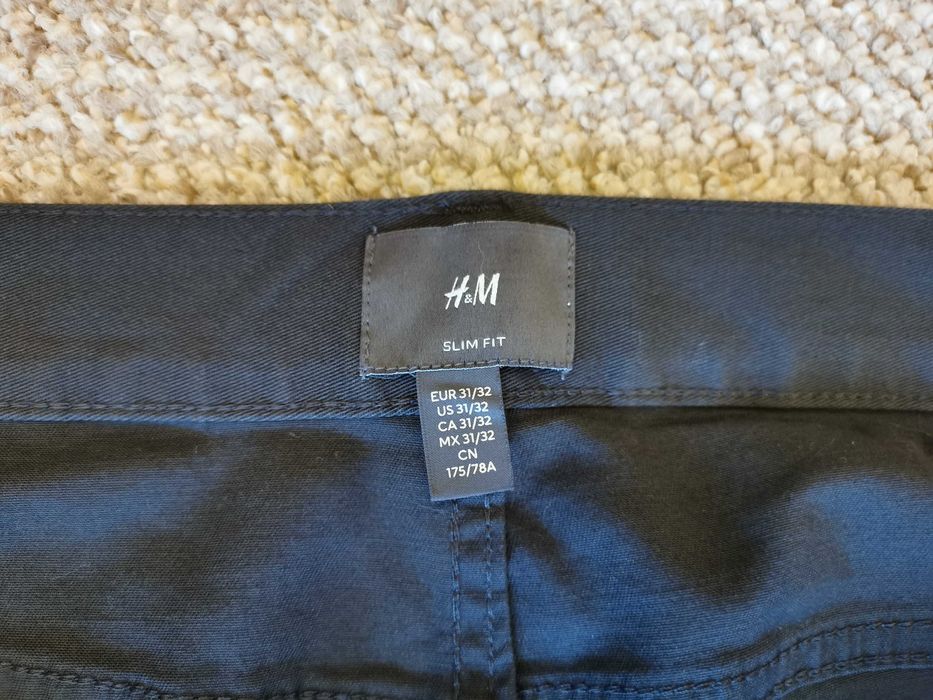 H&M
SLIM FIT
EUR 31/32
US 31/32
CA 31/32
MX 31/32
CN
175/78A